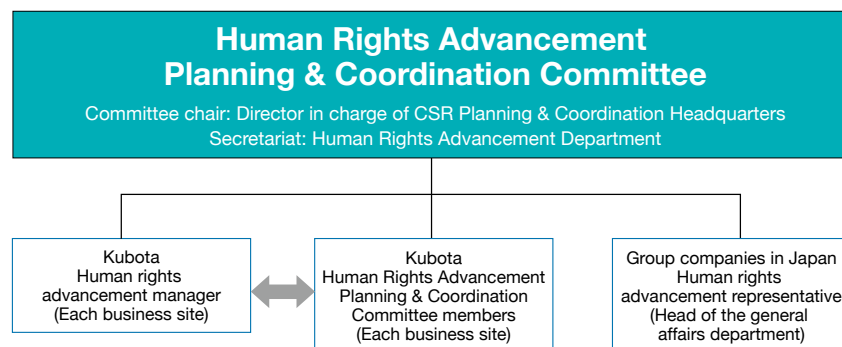 Human Rights Advancement
Planning & Coordination Committee
Committee chair: Director in charge of CSR Planning & Coordination Headquarters
Secretariat: Human Rights Advancement Department
Kubota
Human rights
advancement manager
(Each business site)
Kubota
Human Rights Advancement
Planning & Coordination
Committee members
(Each business site)
Group companies in Japan
Human rights
advancement representative
(Head of the general
affairs department)